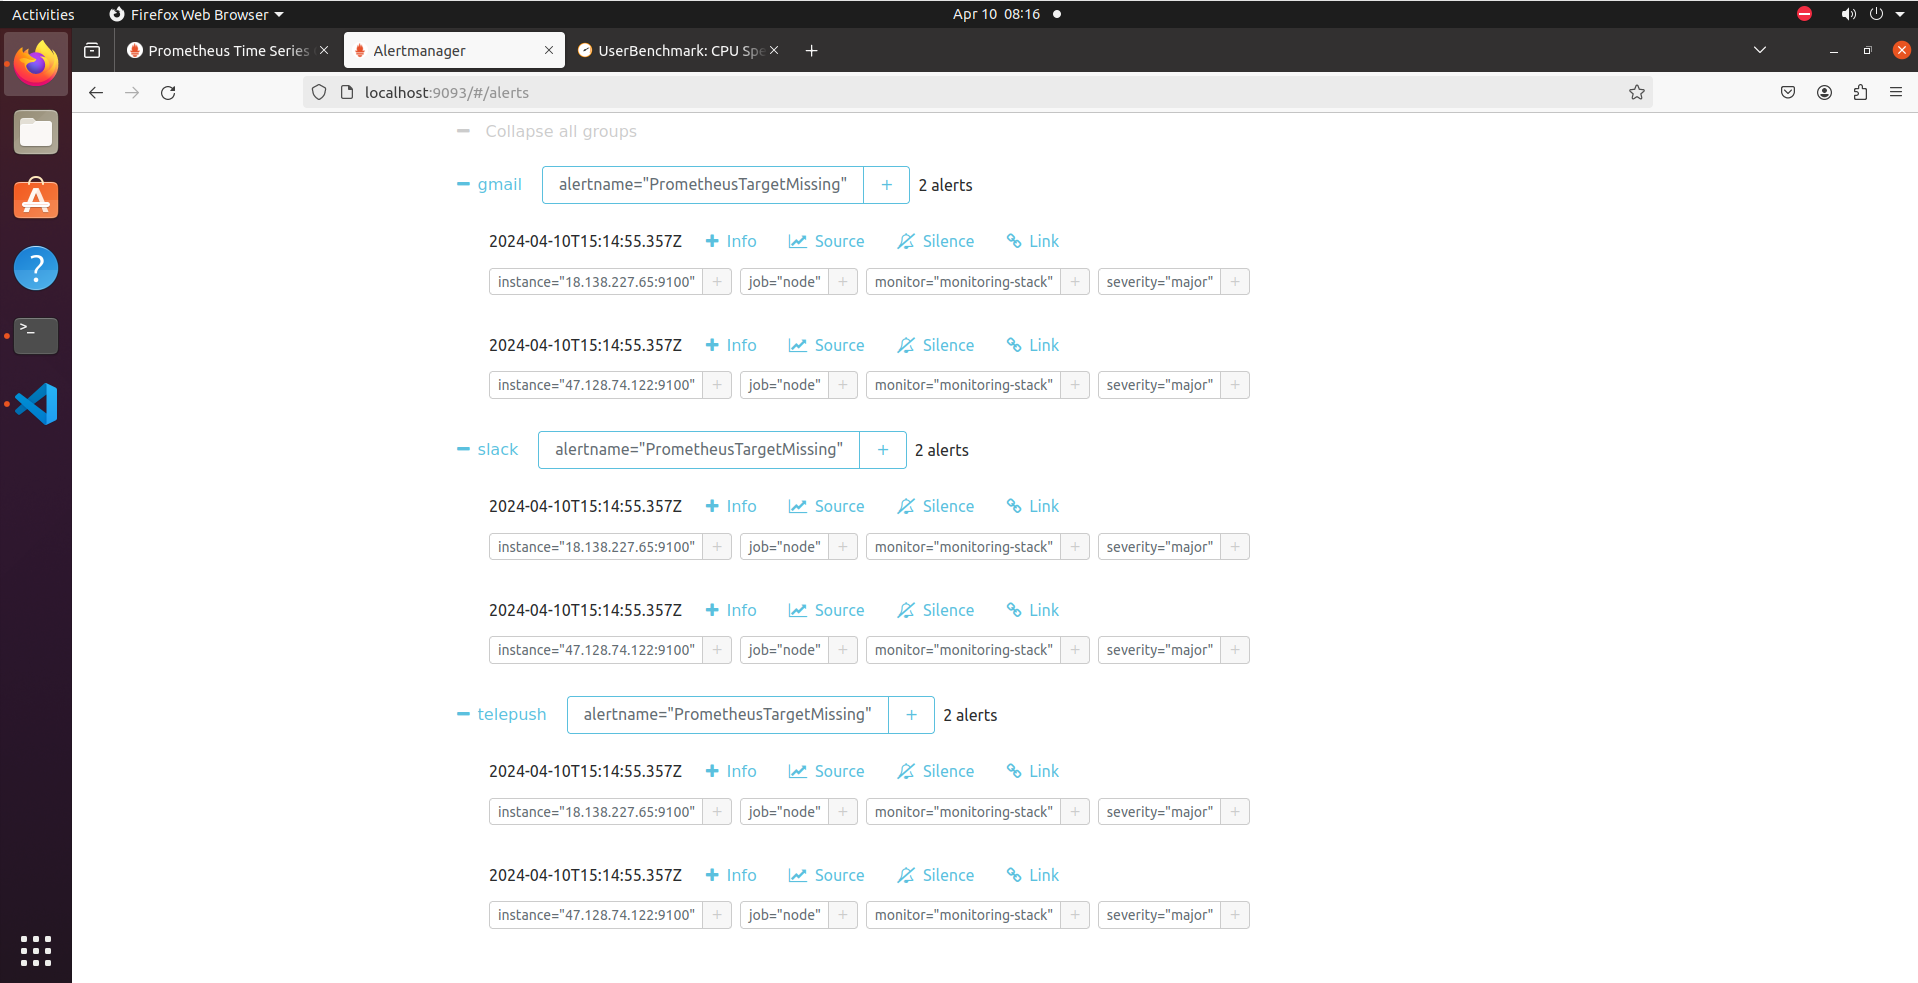 Activities Firefox Web Browser Apr 10 08:16
Prometheus Time Series Alertmanager UserBenchmark: CPU Spe
localhost:9093/#/alerts
Collapse all groups
gmail alertname="PrometheusTargetMissing" + 2 alerts
2024-04-10T15:14:55.357Z Info Source Silence Link
instance="18.138.227.65:9100" + job="node" + monitor="monitoring-stack" + severity="major" +
2024-04-10T15:14:55.357Z Info Source Silence Link
instance="47.128.74.122:9100" + job="node" + monitor="monitoring-stack" + severity="major" +
slack alertname="PrometheusTargetMissing" + 2 alerts
2024-04-10T15:14:55.357Z Info Source Silence Link
instance="18.138.227.65:9100" + job="node" + monitor="monitoring-stack" + severity="major" +
2024-04-10T15:14:55.357Z Info Source Silence Link
instance="47.128.74.122:9100" + job="node" + monitor="monitoring-stack" + severity="major" +
telepush alertname="PrometheusTargetMissing" + 2 alerts
2024-04-10T15:14:55.357Z Info Source Silence Link
instance="18.138.227.65:9100" + job="node" + monitor="monitoring-stack" + severity="major" +
2024-04-10T15:14:55.357Z Info Source Silence Link
instance="47.128.74.122:9100" + job="node" + monitor="monitoring-stack" + severity="major" +